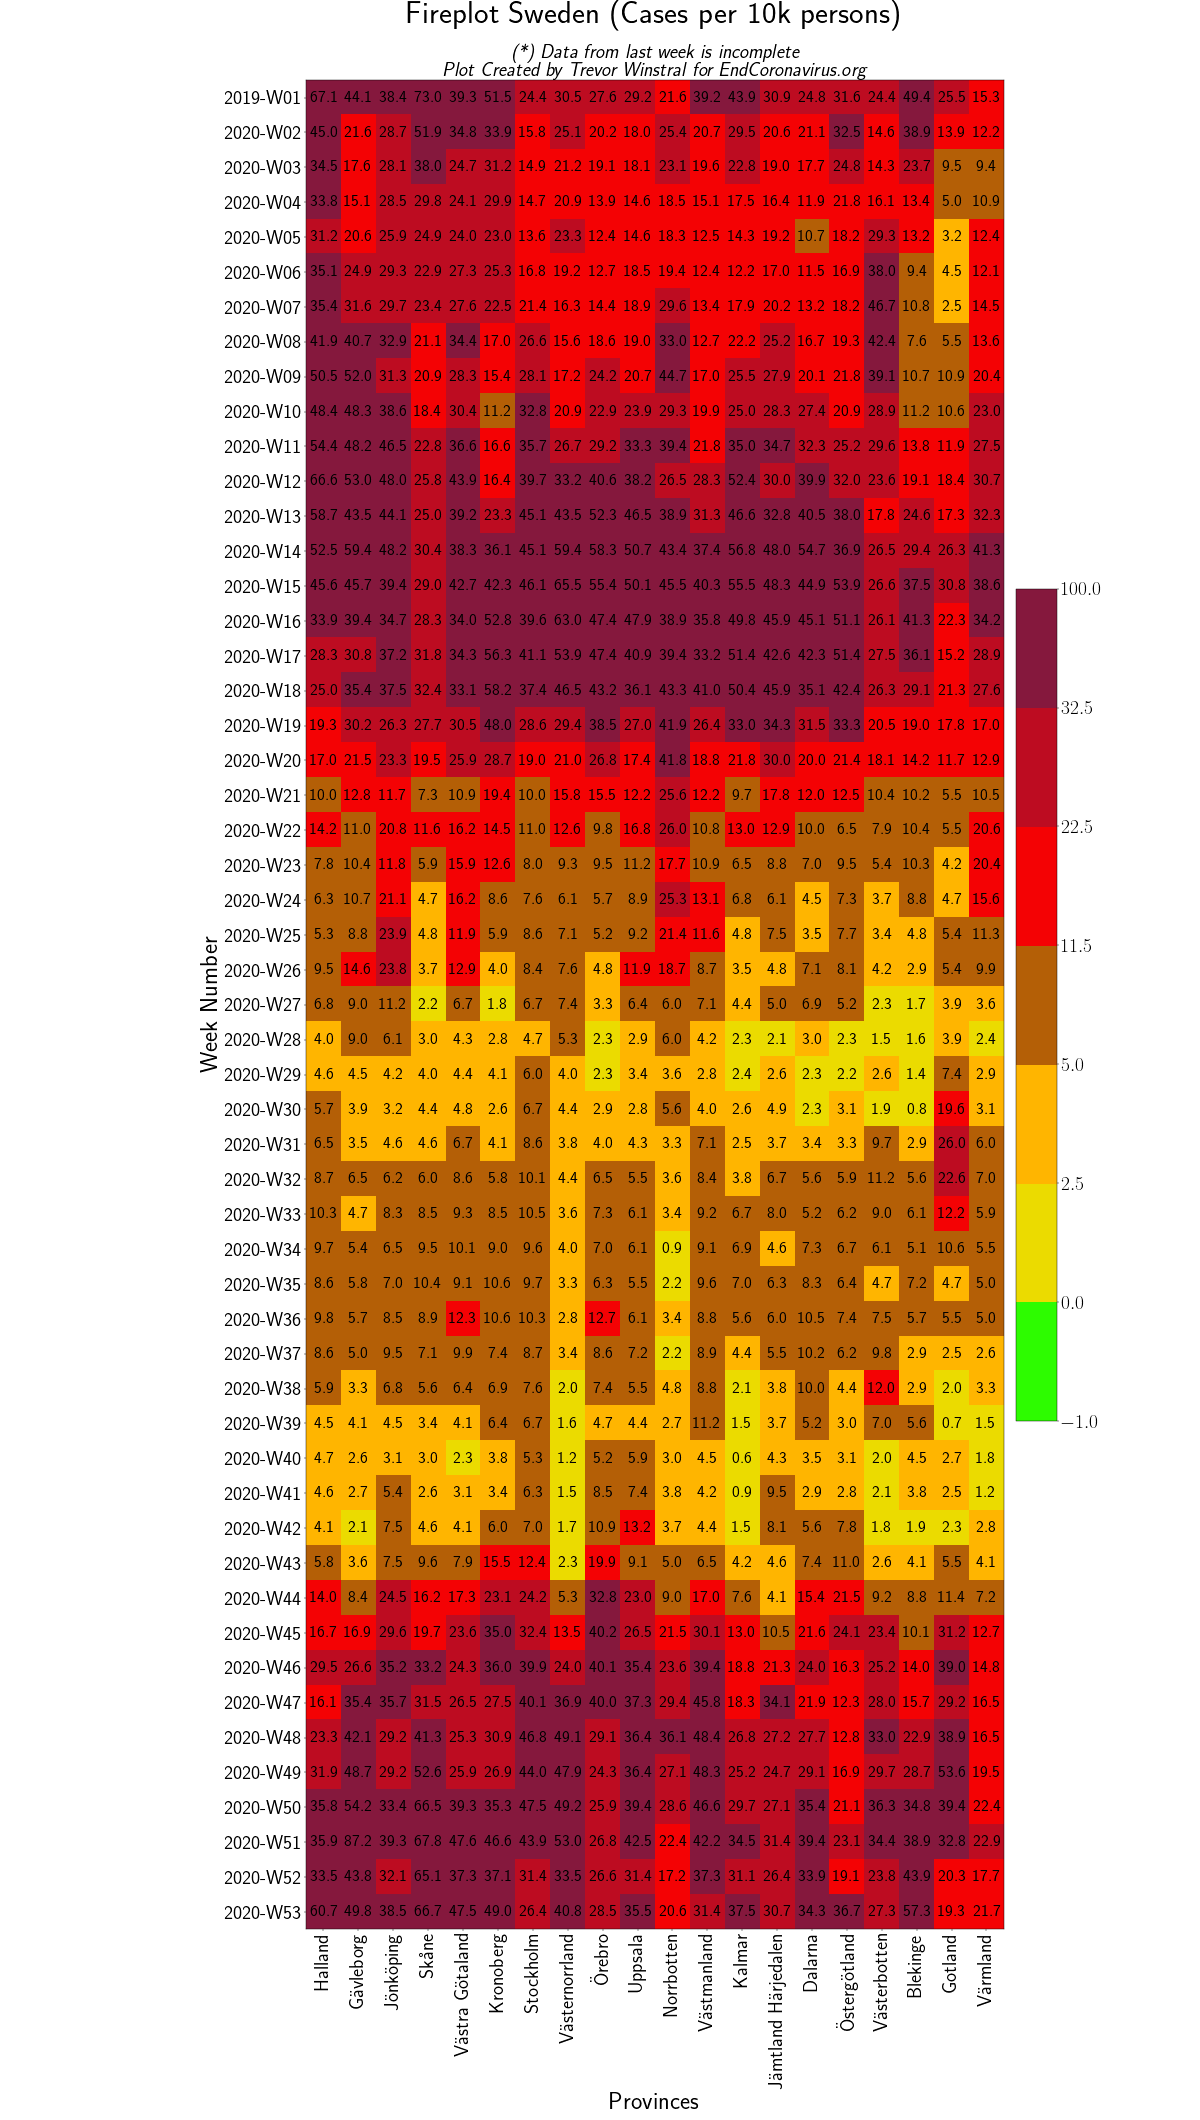 Fireplot Sweden (Cases per 10k persons)
(*) Data from last week is incomplete
Plot Created by Trevor Winstral for EndCoronavirus.org
2019-W01 67.1 44.1 38.4 73.0 39.3 51.5 24.4 30.5 27.6 29.2 21.6 39.2 43.9 30.9 24.8 31.6 24.4 49.4 25.5 15.3
2020-W02 45.0 21.6 28.7 51.9 34.8 33.9 15.8 25.1 20.2 18.0 25.4 20.7 29.5 20.6 21.1 32.5 14.6 38.9 13.9 12.2
2020-W03 34.5 17.6 28.1 38.0 24.7 31.2 14.9 21.2 19.1 18.1 23.1 19.6 22.8 19.0 17.7 24.8 14.3 23.7 9.5 9.4
2020-W04 33.8 15.1 28.5 29.8 24.1 29.9 14.7 20.9 13.9 14.6 18.5 15.1 17.5 16.4 11.9 21.8 16.1 13.4 5.0 10.9
2020-W05 31.2 20.6 25.9 24.9 24.0 23.0 13.6 23.3 12.4 14.6 18.3 12.5 14.3 19.2 10.7 18.2 29.3 13.2 3.2 12.4
2020-W06 35.1 24.9 29.3 22.9 27.3 25.3 16.8 19.2 12.7 18.5 19.4 12.4 12.2 17.0 11.5 16.9 38.0 9.4 4.5 12.1
2020-W07 35.4 31.6 29.7 23.4 27.6 22.5 21.4 16.3 14.4 18.9 29.6 13.4 17.9 20.2 13.2 18.2 46.7 10.8 2.5 14.5
2020-W08 41.9 40.7 32.9 21.1 34.4 17.0 26.6 15.6 18.6 19.0 33.0 12.7 22.2 25.2 16.7 19.3 42.4 7.6 5.5 13.6
2020-W09 50.5 52.0 31.3 20.9 28.3 15.4 28.1 17.2 24.2 20.7 44.7 17.0 25.5 27.9 20.1 21.8 39.1 10.7 10.9 20.4
2020-W10 48.4 48.3 38.6 18.4 30.4 11.2 32.8 20.9 22.9 23.9 29.3 19.9 25.0 28.3 27.4 20.9 28.9 11.2 10.6 23.0
2020-W11 54.4 48.2 46.5 22.8 36.6 16.6 35.7 26.7 29.2 33.3 39.4 21.8 35.0 34.7 32.3 25.2 29.6 13.8 11.9 27.5
2020-W12 66.6 53.0 48.0 25.8 43.9 16.4 39.7 33.2 40.6 38.2 26.5 28.3 52.4 30.0 39.9 32.0 23.6 19.1 18.4 30.7
2020-W13 58.7 43.5 44.1 25.0 39.2 23.3 45.1 43.5 52.3 46.5 38.9 31.3 46.6 32.8 40.5 38.0 17.8 24.6 17.3 32.3
2020-W14 52.5 59.4 48.2 30.4 38.3 36.1 45.1 59.4 58.3 50.7 43.4 37.4 56.8 48.0 54.7 36.9 26.5 29.4 26.3 41.3
2020-W15 45.6 45.7 39.4 29.0 42.7 42.3 46.1 65.5 55.4 50.1 45.5 40.3 55.5 48.3 44.9 53.9 26.6 37.5 30.8 38.6
2020-W16 33.9 39.4 34.7 28.3 34.0 52.8 39.6 63.0 47.4 47.9 38.9 35.8 49.8 45.9 45.1 51.1 26.1 41.3 22.3 34.2
2020-W17 28.3 30.8 37.2 31.8 34.3 56.3 41.1 53.9 47.4 40.9 39.4 33.2 51.4 42.6 42.3 51.4 27.5 36.1 15.2 28.9
2020-W18 25.0 35.4 37.5 32.4 33.1 58.2 37.4 46.5 43.2 36.1 43.3 41.0 50.4 45.9 35.1 42.4 26.3 29.1 21.3 27.6
2020-W19 19.3 30.2 26.3 27.7 30.5 48.0 28.6 29.4 38.5 27.0 41.9 26.4 33.0 34.3 31.5 33.3 20.5 19.0 17.8 17.0
2020-W20 17.0 21.5 23.3 19.5 25.9 28.7 19.0 21.0 26.8 17.4 41.8 18.8 21.8 30.0 20.0 21.4 18.1 14.2 11.7 12.9
2020-W21 10.0 12.8 11.7 7.3 10.9 19.4 10.0 15.8 15.5 12.2 25.6 12.2 9.7 17.8 12.0 12.5 10.4 10.2 5.5 10.5
2020-W22 14.2 11.0 20.8 11.6 16.2 14.5 11.0 12.6 9.8 16.8 26.0 10.8 13.0 12.9 10.0 6.5 7.9 10.4 5.5 20.6
2020-W23 7.8 10.4 11.8 5.9 15.9 12.6 8.0 9.3 9.5 11.2 17.7 10.9 6.5 8.8 7.0 9.5 5.4 10.3 4.2 20.4
2020-W24 6.3 10.7 21.1 4.7 16.2 8.6 7.6 6.1 5.7 8.9 25.3 13.1 6.8 6.1 4.5 7.3 3.7 8.8 4.7 15.6
2020-W25 5.3 8.8 23.9 4.8 11.9 5.9 8.6 7.1 5.2 9.2 21.4 11.6 4.8 7.5 3.5 7.7 3.4 4.8 5.4 11.3
2020-W26 9.5 14.6 23.8 3.7 12.9 4.0 8.4 7.6 4.8 11.9 18.7 8.7 3.5 4.8 7.1 8.1 4.2 2.9 5.4 9.9
2020-W27 6.8 9.0 11.2 2.2 6.7 1.8 6.7 7.4 3.3 6.4 6.0 7.1 4.4 5.0 6.9 5.2 2.3 1.7 3.9 3.6
2020-W28 4.0 9.0 6.1 3.0 4.3 2.8 4.7 5.3 2.3 2.9 6.0 4.2 2.3 2.1 3.0 2.3 1.5 1.6 3.9 2.4
2020-W29 4.6 4.5 4.2 4.0 4.4 4.1 6.0 4.0 2.3 3.4 3.6 2.8 2.4 2.6 2.3 2.2 2.6 1.4 7.4 2.9
2020-W30 5.7 3.9 3.2 4.4 4.8 2.6 6.7 4.4 2.9 2.8 5.6 4.0 2.6 4.9 2.3 3.1 1.9 0.8 19.6 3.1
2020-W31 6.5 3.5 4.6 4.6 6.7 4.1 8.6 3.8 4.0 4.3 3.3 7.1 2.5 3.7 3.4 3.3 9.7 2.9 26.0 6.0
2020-W32 8.7 6.5 6.2 6.0 8.6 5.8 10.1 4.4 6.5 5.5 3.6 8.4 3.8 6.7 5.6 5.9 11.2 5.6 22.6 7.0
2020-W33 10.3 4.7 8.3 8.5 9.3 8.5 10.5 3.6 7.3 6.1 3.4 9.2 6.7 8.0 5.2 6.2 9.0 6.1 12.2 5.9
2020-W34 9.7 5.4 6.5 9.5 10.1 9.0 9.6 4.0 7.0 6.1 0.9 9.1 6.9 4.6 7.3 6.7 6.1 5.1 10.6 5.5
2020-W35 8.6 5.8 7.0 10.4 9.1 10.6 9.7 3.3 6.3 5.5 2.2 9.6 7.0 6.3 8.3 6.4 4.7 7.2 4.7 5.0
2020-W36 9.8 5.7 8.5 8.9 12.3 10.6 10.3 2.8 12.7 6.1 3.4 8.8 5.6 6.0 10.5 7.4 7.5 5.7 5.5 5.0
2020-W37 8.6 5.0 9.5 7.1 9.9 7.4 8.7 3.4 8.6 7.2 2.2 8.9 4.4 5.5 10.2 6.2 9.8 2.9 2.5 2.6
2020-W38 5.9 3.3 6.8 5.6 6.4 6.9 7.6 2.0 7.4 5.5 4.8 8.8 2.1 3.8 10.0 4.4 12.0 2.9 2.0 3.3
2020-W39 4.5 4.1 4.5 3.4 4.1 6.4 6.7 1.6 4.7 4.4 2.7 11.2 1.5 3.7 5.2 3.0 7.0 5.6 0.7 1.5
2020-W40 4.7 2.6 3.1 3.0 2.3 3.8 5.3 1.2 5.2 5.9 3.0 4.5 0.6 4.3 3.5 3.1 2.0 4.5 2.7 1.8
2020-W41 4.6 2.7 5.4 2.6 3.1 3.4 6.3 1.5 8.5 7.4 3.8 4.2 0.9 9.5 2.9 2.8 2.1 3.8 2.5 1.2
2020-W42 4.1 2.1 7.5 4.6 4.1 6.0 7.0 1.7 10.9 13.2 3.7 4.4 1.5 8.1 5.6 7.8 1.8 1.9 2.3 2.8
2020-W43 5.8 3.6 7.5 9.6 7.9 15.5 12.4 2.3 19.9 9.1 5.0 6.5 4.2 4.6 7.4 11.0 2.6 4.1 5.5 4.1
2020-W44 14.0 8.4 24.5 16.2 17.3 23.1 24.2 5.3 32.8 23.0 9.0 17.0 7.6 4.1 15.4 21.5 9.2 8.8 11.4 7.2
2020-W45 16.7 16.9 29.6 19.7 23.6 35.0 32.4 13.5 40.2 26.5 21.5 30.1 13.0 10.5 21.6 24.1 23.4 10.1 31.2 12.7
2020-W46 29.5 26.6 35.2 33.2 24.3 36.0 39.9 24.0 40.1 35.4 23.6 39.4 18.8 21.3 24.0 16.3 25.2 14.0 39.0 14.8
2020-W47 16.1 35.4 35.7 31.5 26.5 27.5 40.1 36.9 40.0 37.3 29.4 45.8 18.3 34.1 21.9 12.3 28.0 15.7 29.2 16.5
2020-W48 23.3 42.1 29.2 41.3 25.3 30.9 46.8 49.1 29.1 36.4 36.1 48.4 26.8 27.2 27.7 12.8 33.0 22.9 38.9 16.5
2020-W49 31.9 48.7 29.2 52.6 25.9 26.9 44.0 47.9 24.3 36.4 27.1 48.3 25.2 24.7 29.1 16.9 29.7 28.7 53.6 19.5
2020-W50 35.8 54.2 33.4 66.5 39.3 35.3 47.5 49.2 25.9 39.4 28.6 46.6 29.7 27.1 35.4 21.1 36.3 34.8 39.4 22.4
2020-W51 35.9 87.2 39.3 67.8 47.6 46.6 43.9 53.0 26.8 42.5 22.4 42.2 34.5 31.4 39.4 23.1 34.4 38.9 32.8 22.9
2020-W52 33.5 43.8 32.1 65.1 37.3 37.1 31.4 33.5 26.6 31.4 17.2 37.3 31.1 26.4 33.9 19.1 23.8 43.9 20.3 17.7
2020-W53 60.7 49.8 38.5 66.7 47.5 49.0 26.4 40.8 28.5 35.5 20.6 31.4 37.5 30.7 34.3 36.7 27.3 57.3 19.3 21.7
Week Number
Halland
Gävleborg
Jönköping
Skåne
Västra Götaland
Kronoberg
Stockholm
Västernorrland
Örebro
Uppsala
Norrbotten
Västmanland
Kalmar
Jämtland Härjedalen
Dalarna
Östergötland
Västerbotten
Blekinge
Gotland
Värmland
Provinces
100.0
32.5
22.5
11.5
5.0
2.5
0.0
−1.0